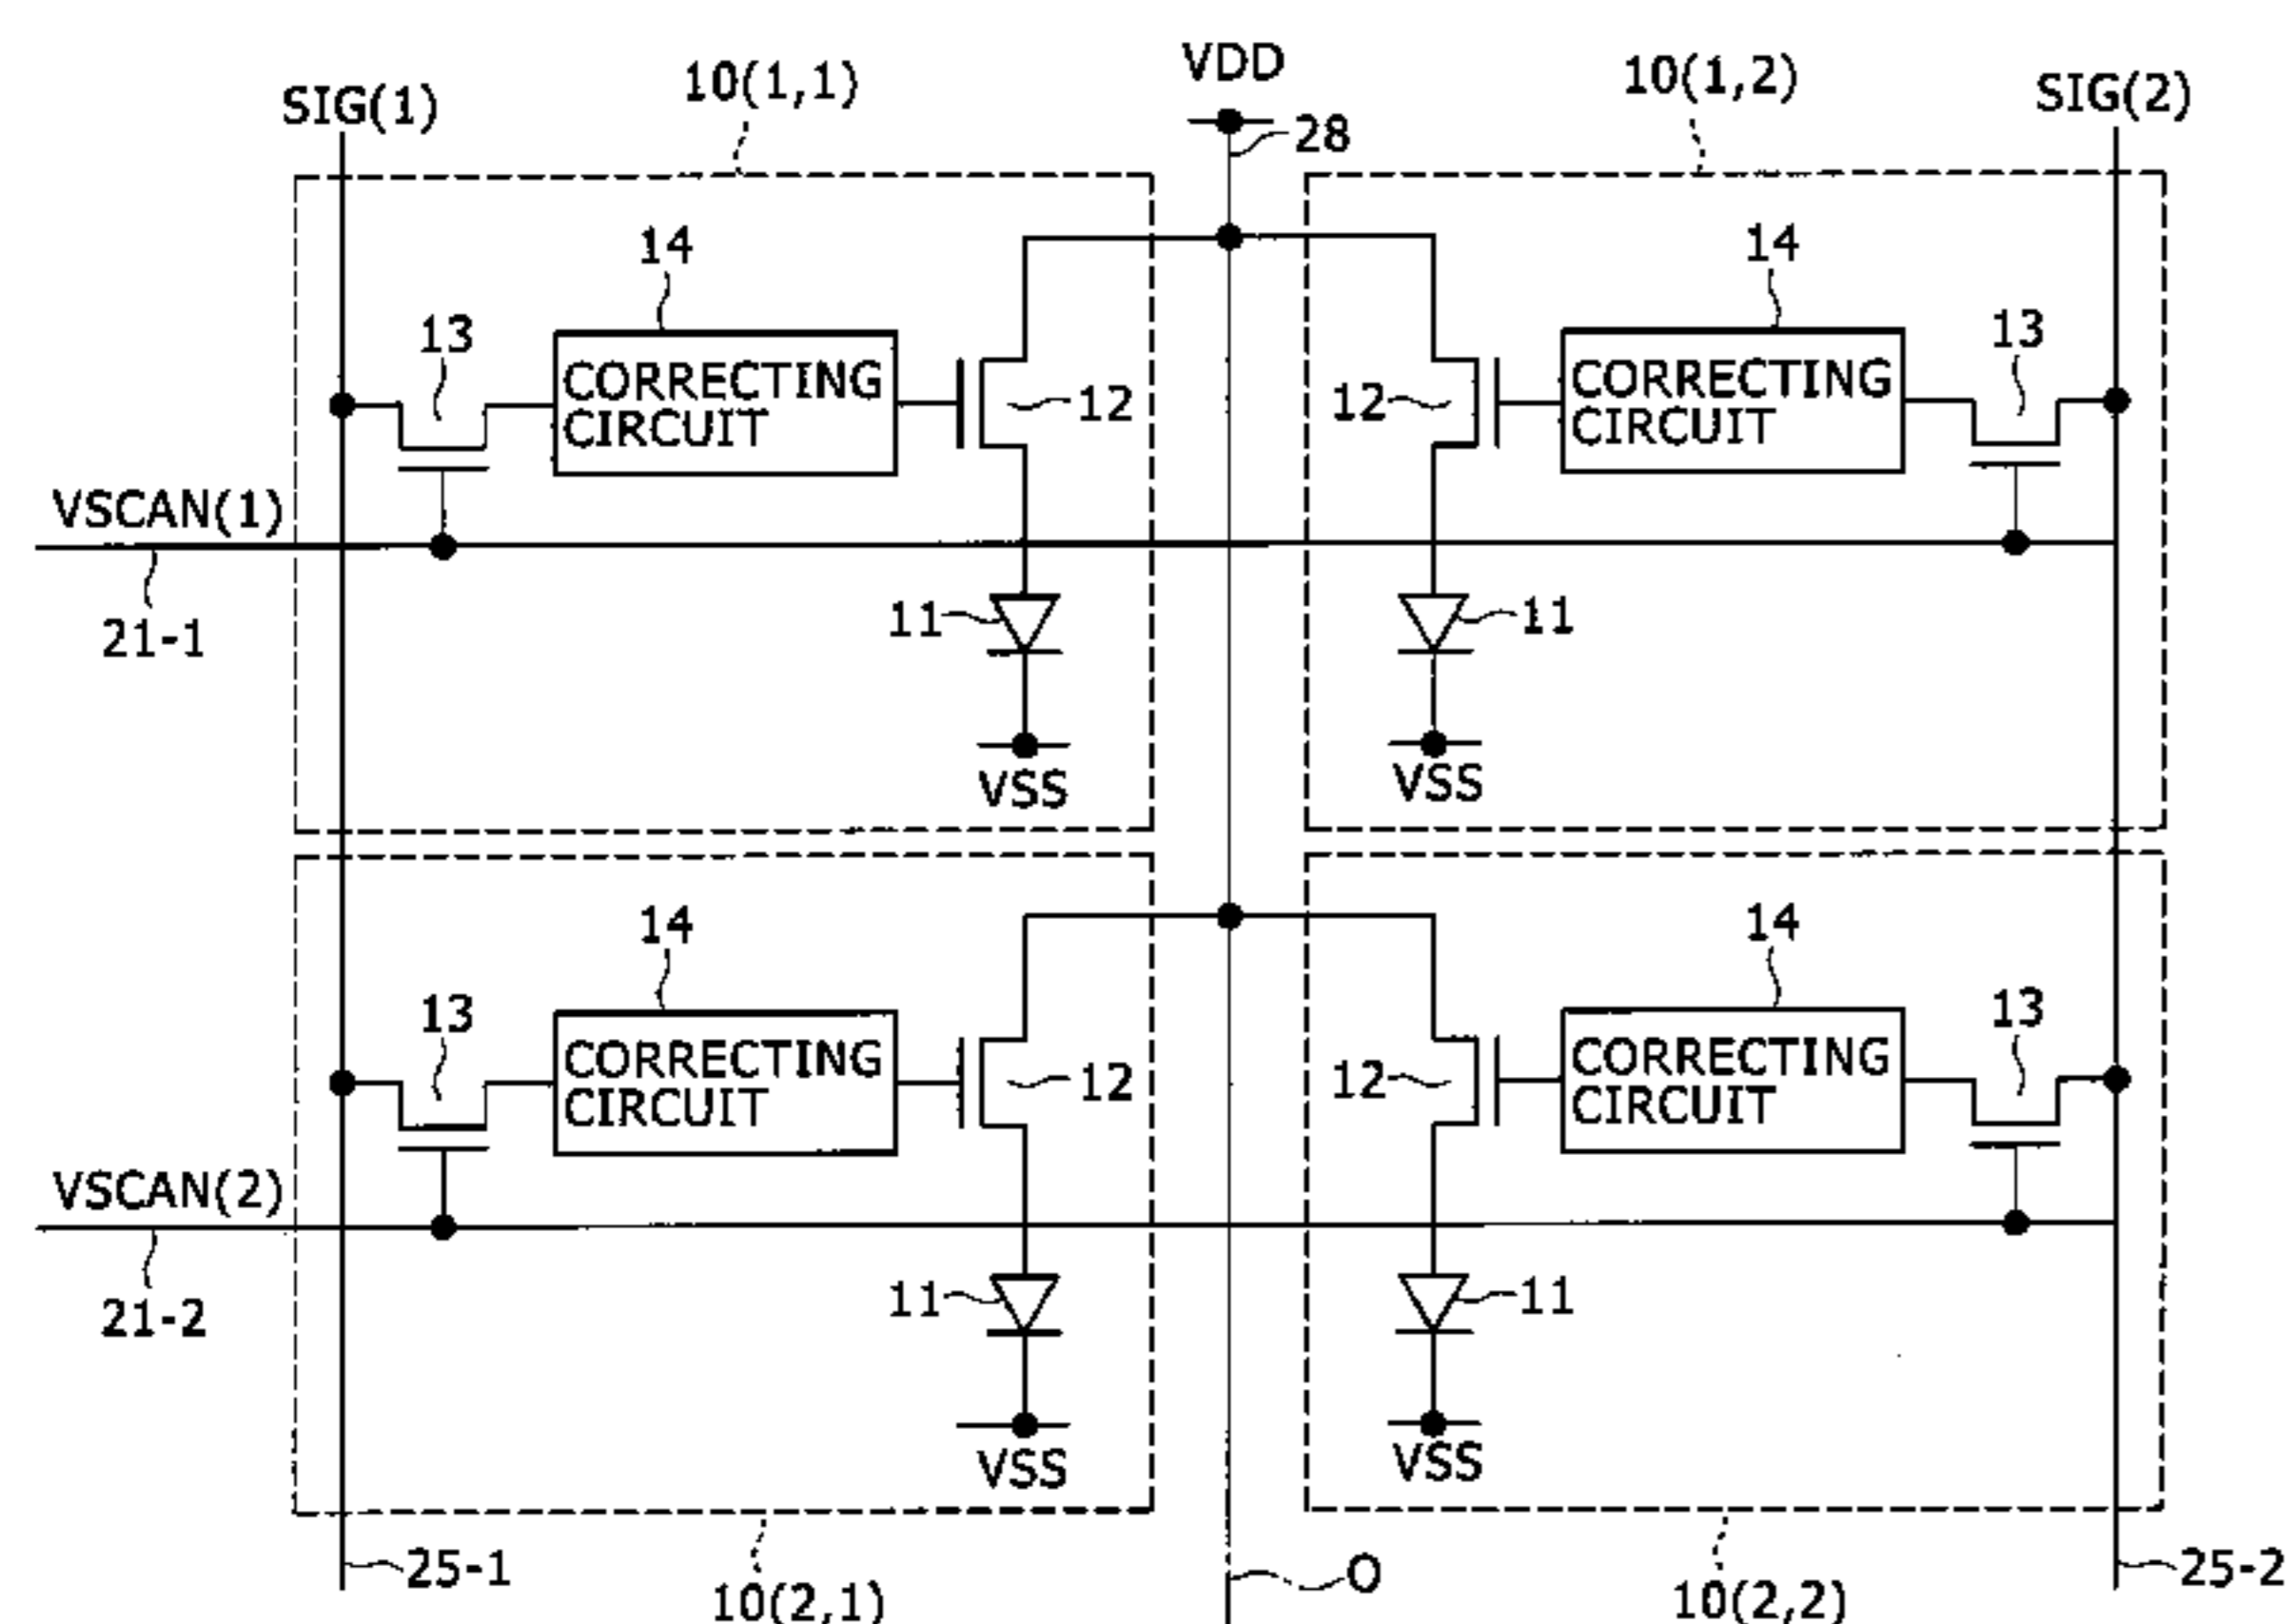 VDD
10(1,1)
10(1,2)
SIG(1)
SIG(2)
28
14
14
13
13
CORRECTING
CIRCUIT
12
12
CORRECTING
CIRCUIT
VSCAN(1)
21-1
11
11
VSS
VSS
14
14
13
13
CORRECTING
CIRCUIT
12
12
CORRECTING
CIRCUIT
VSCAN(2)
21-2
11
11
VSS
VSS
25-1
O
25-2
10(2,1)
10(2,2)